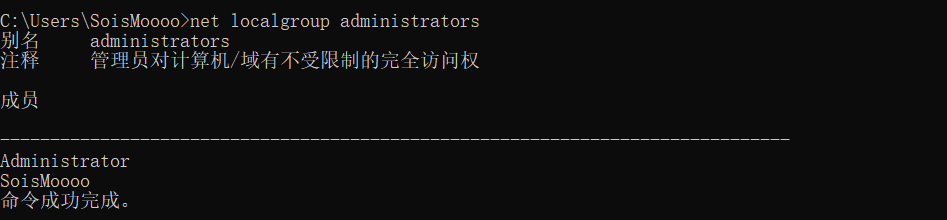 C:\Users\SoisMoooo>net localgroup administrators
别名     administrators
注释     管理员对计算机/域有不受限制的完全访问权
成员
-------------------------------------------------------------------------------
Administrator
SoisMoooo
命令成功完成。